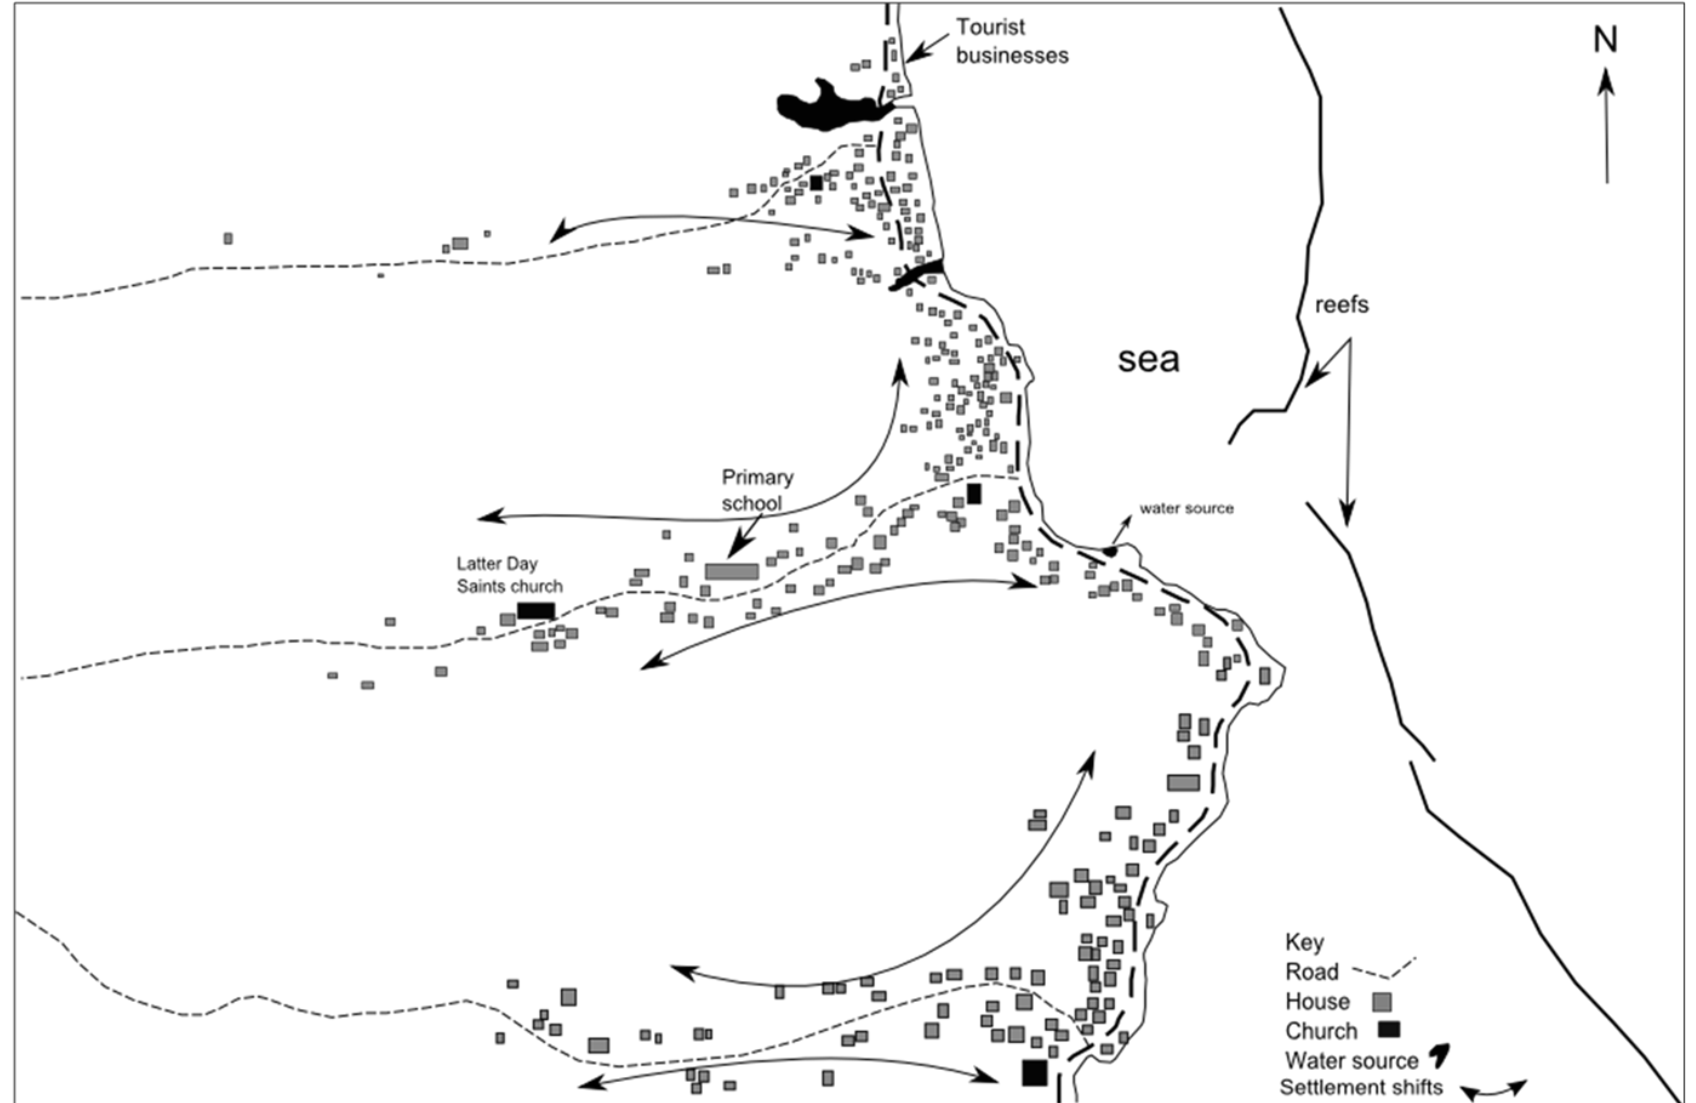 Tourist
businesses
N
reefs
sea
Primary
school
water source
Latter Day
Saints church
Key
Road
House
Church
Water source
Settlement shifts